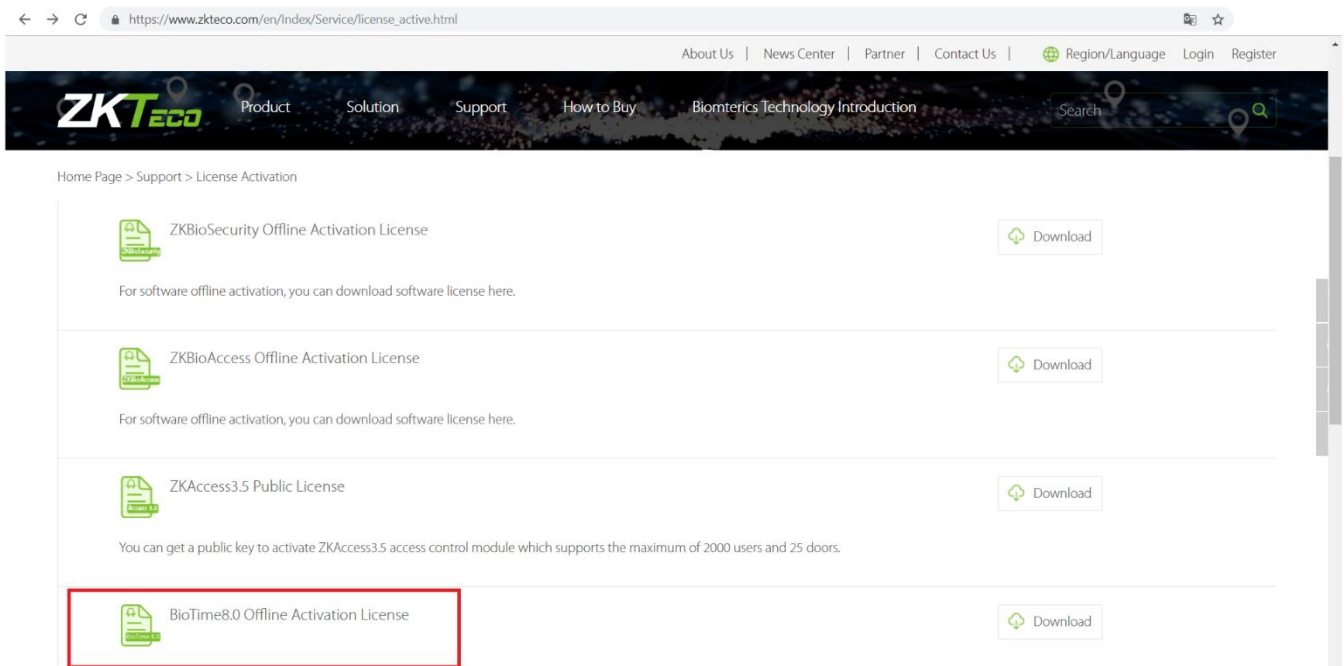 https://www.zkteco.com/en/Index/Service/license_active.html
About Us | News Center | Partner | Contact Us | Region/Language Login Register
ZKTECO Product Solution Support How to Buy Biomterics Technology Introduction Search
Home Page > Support > License Activation
ZKBioSecurity Offline Activation License
Download
For software offline activation, you can download software license here.
ZKBioAccess Offline Activation License
Download
For software offline activation, you can download software license here.
ZKAccess3.5 Public License
Access 3.5
Download
You can get a public key to activate ZKAccess3.5 access control module which supports the maximum of 2000 users and 25 doors.
BioTime8.0 Offline Activation License
Download